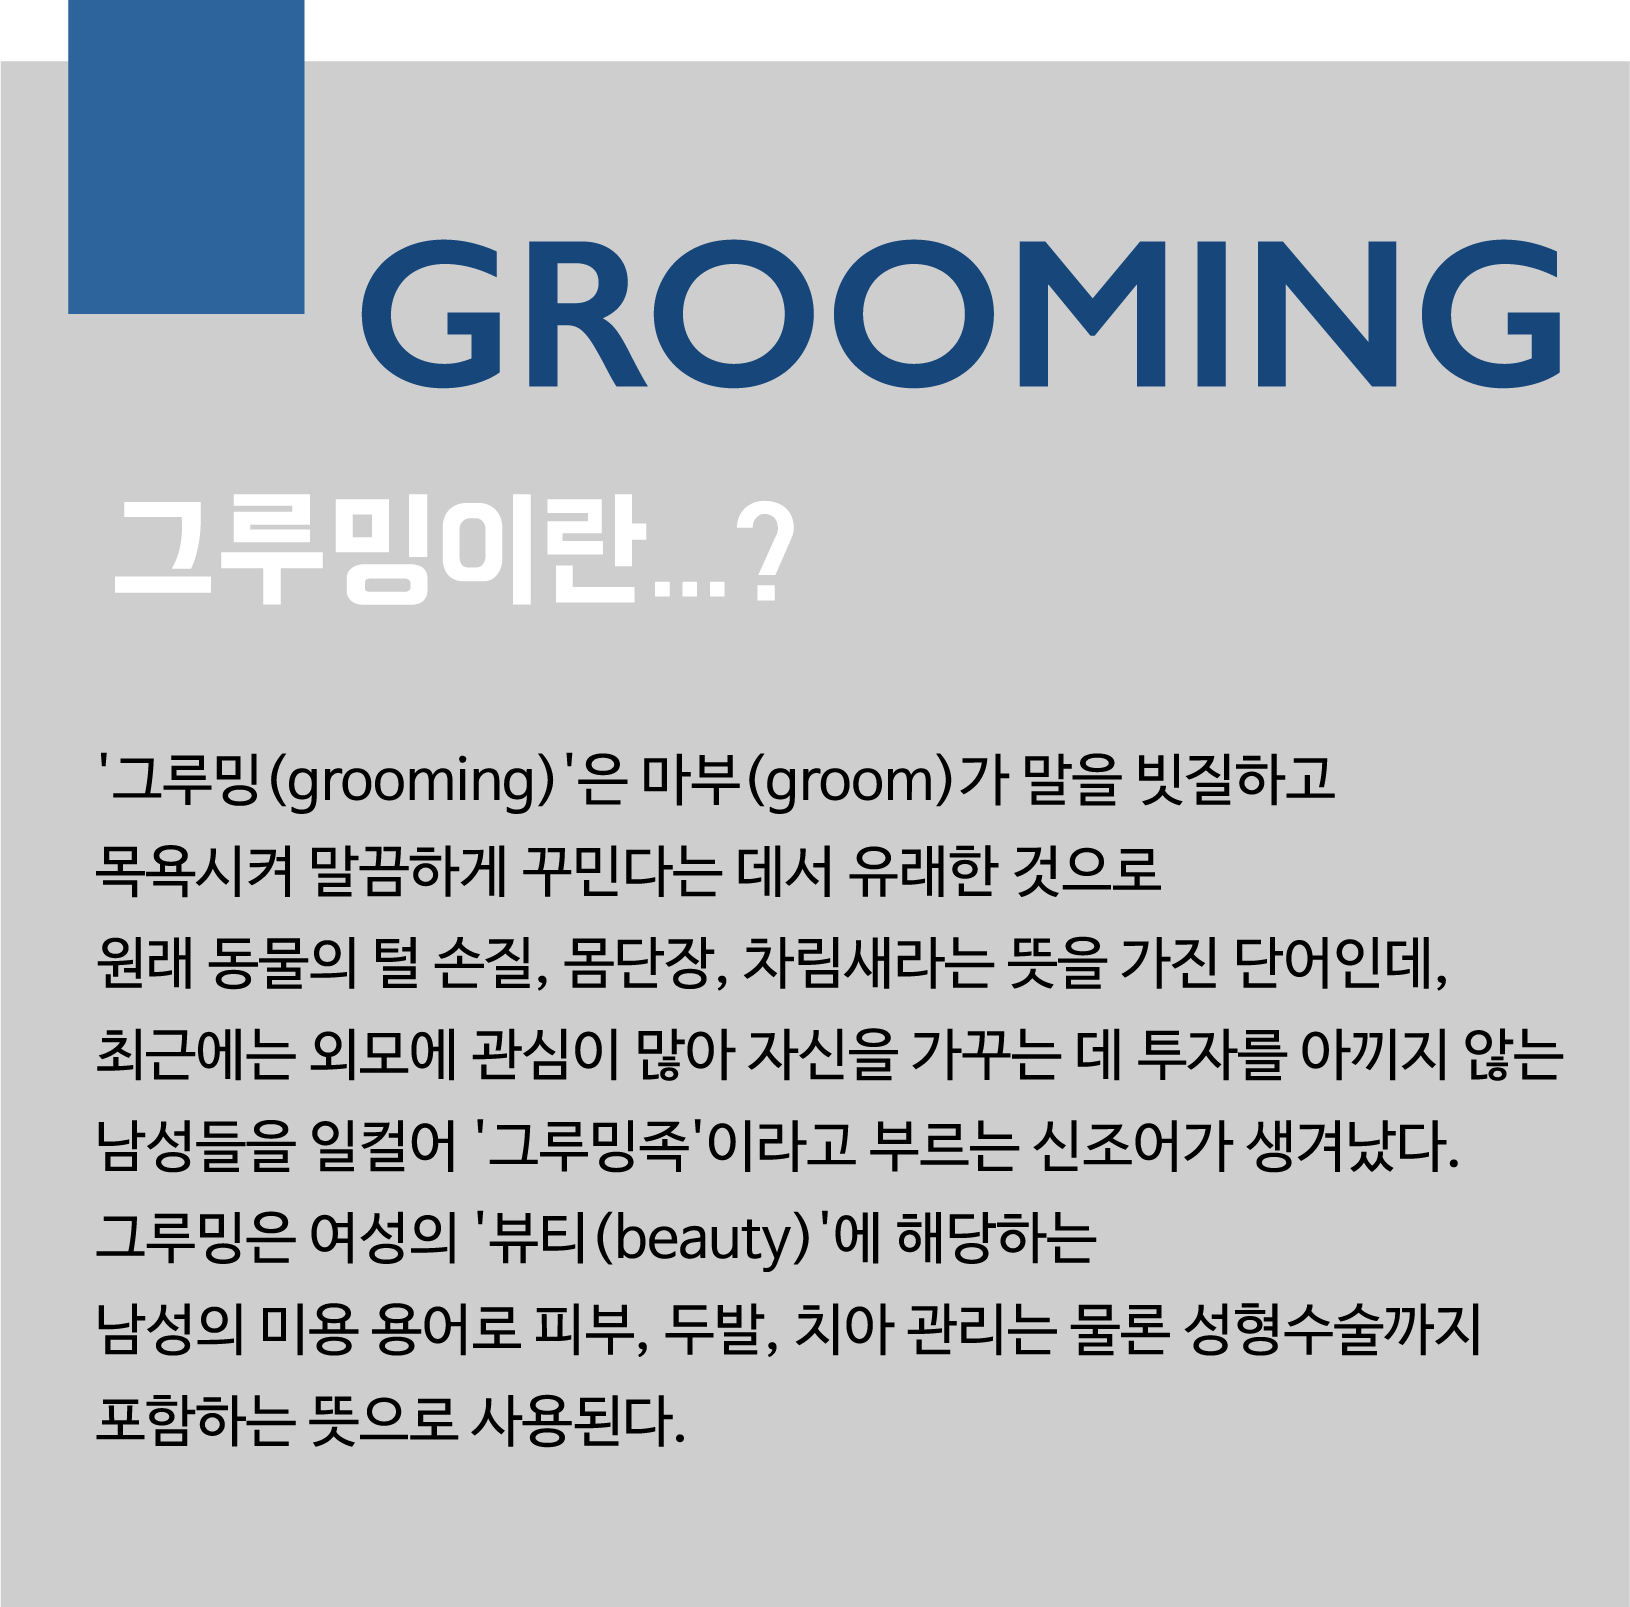 GROOMING
그루밍이란...?
'그루밍(grooming)'은 마부(groom)가 말을 빗질하고
목욕시켜 말끔하게 꾸민다는 데서 유래한 것으로
원래 동물의 털 손질, 몸단장, 차림새라는 뜻을 가진 단어인데,
최근에는 외모에 관심이 많아 자신을 가꾸는 데 투자를 아끼지 않는
남성들을 일컬어 '그루밍족'이라고 부르는 신조어가 생겨났다.
그루밍은 여성의 '뷰티(beauty)'에 해당하는
남성의 미용 용어로 피부, 두발, 치아 관리는 물론 성형수술까지
포함하는 뜻으로 사용된다.